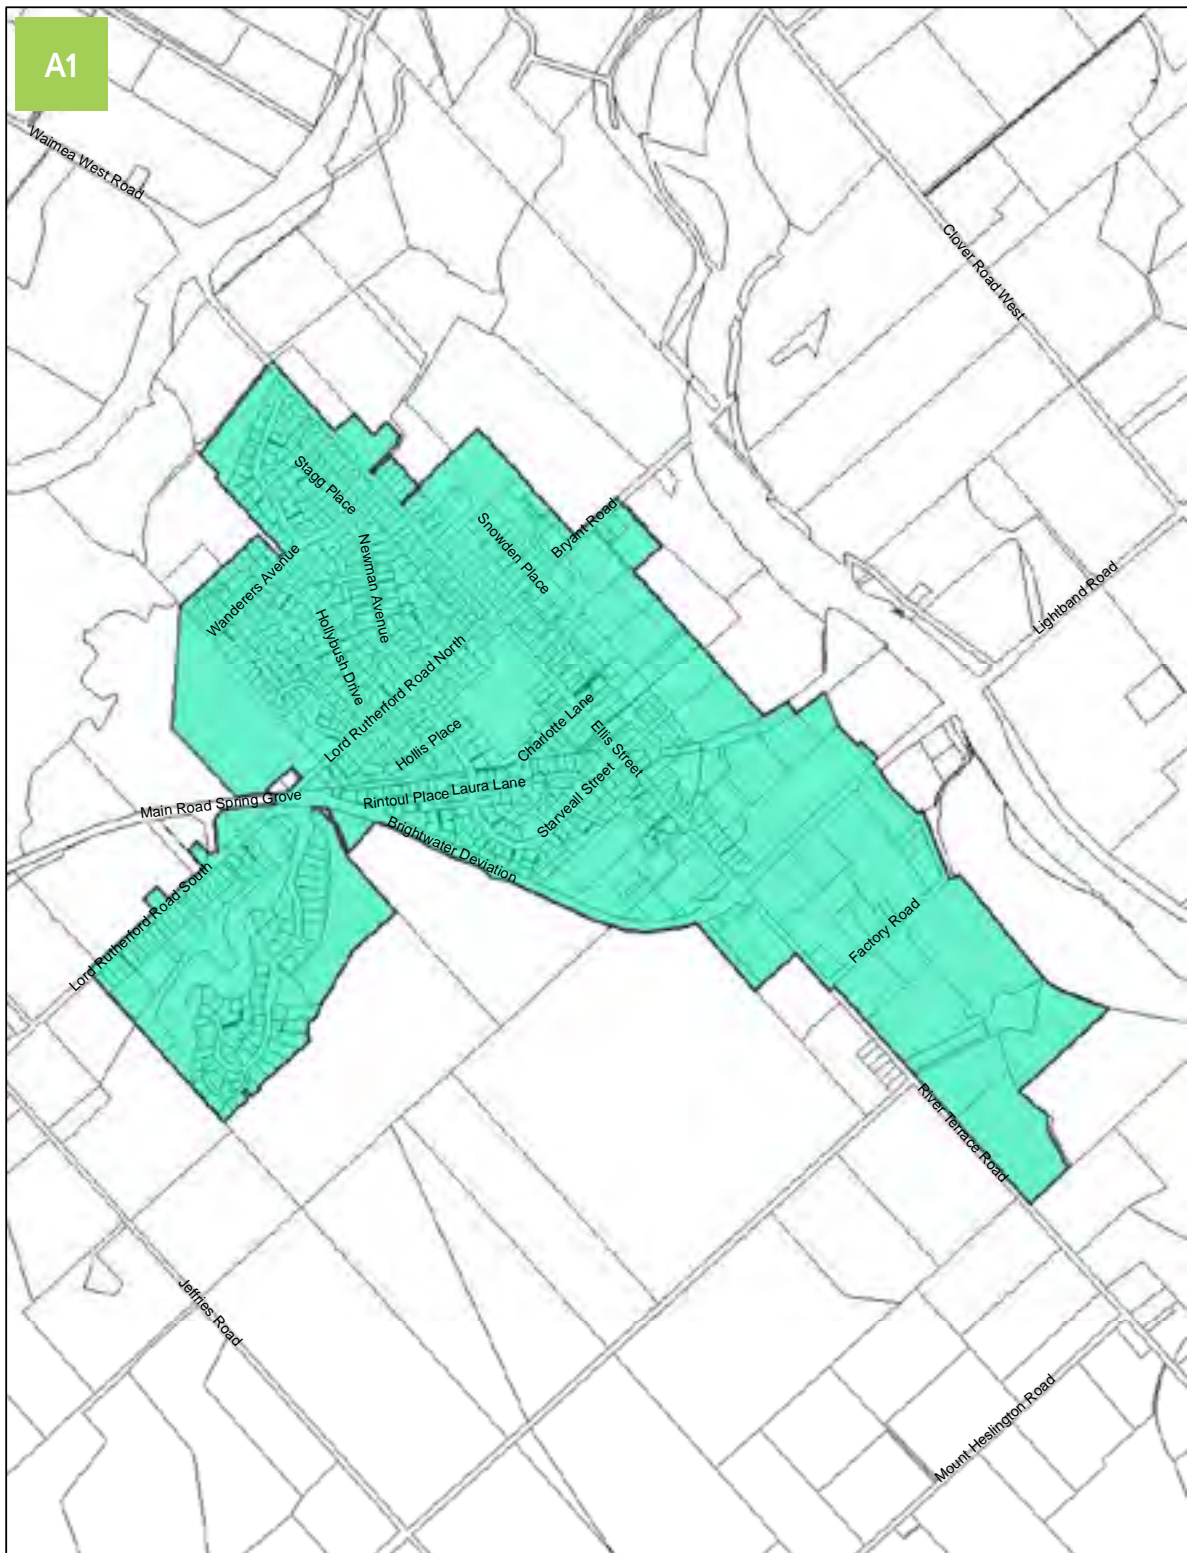 A1
Waimea West Road
Clover Road West
Stagg Place
Snowden Place
Bryant Road
Newman Avenue
Wanderers Avenue
Lightband Road
Hollybush Drive
Lord Rutherford Road North
Charlotte Lane
Hollis Place
Ellis Street
Main Road Spring Grove
Rintoul Place
Laura Lane
Starveall Street
Brightwater Deviation
Lord Rutherford Road South
Factory Road
River Terrace Road
Jeffries Road
Mount Heslington Road